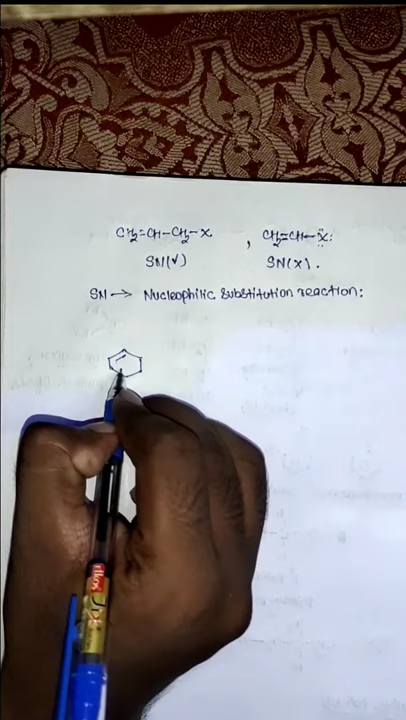 CH₂=CH-CH₂-X , CH₂=CH-Ẍ:
SN(✓) SN(X).
SN → Nucleophilic Substitution reaction: